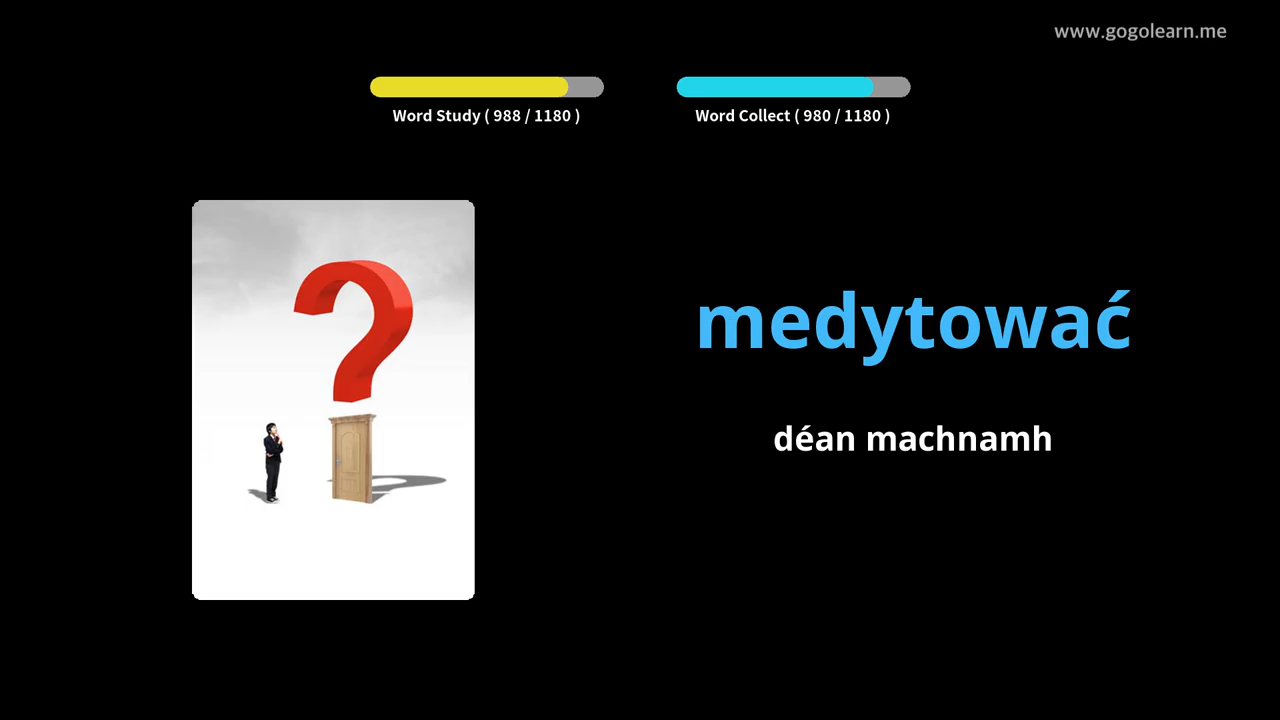 www.gogolearn.me
Word Study ( 988 / 1180 )
Word Collect ( 980 / 1180 )
medytować
déan machnamh